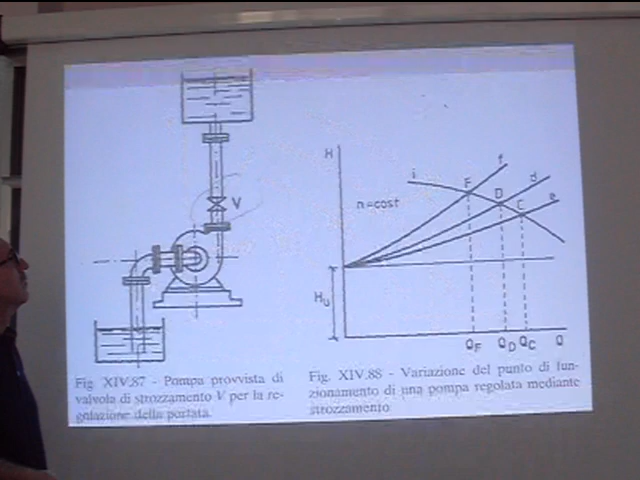 V
H
i
n=cost
F
f
D
d
C
e
Hu
QF
QD
QC
Q
Fig. XIV.87 - Pompa provvista di
valvola di strozzamento V per la re-
golazione della portata.
Fig. XIV.88 - Variazione del punto di fun-
zionamento di una pompa regolata mediante
strozzamento